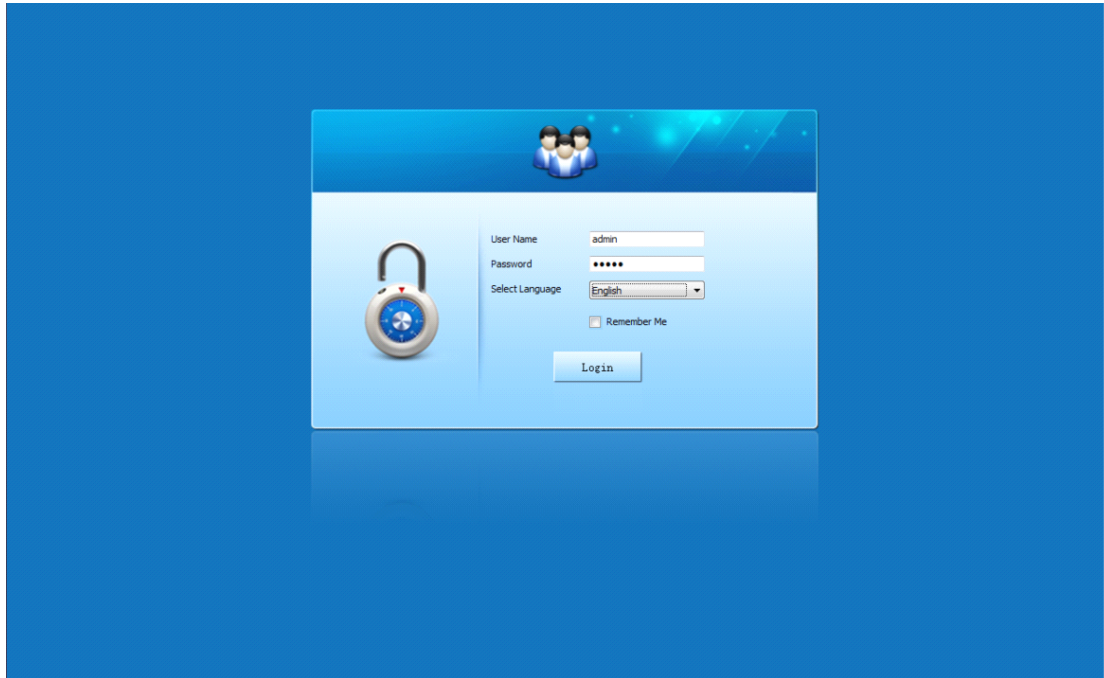 User Name admin
Password •••••
Select Language English
Remember Me
Login